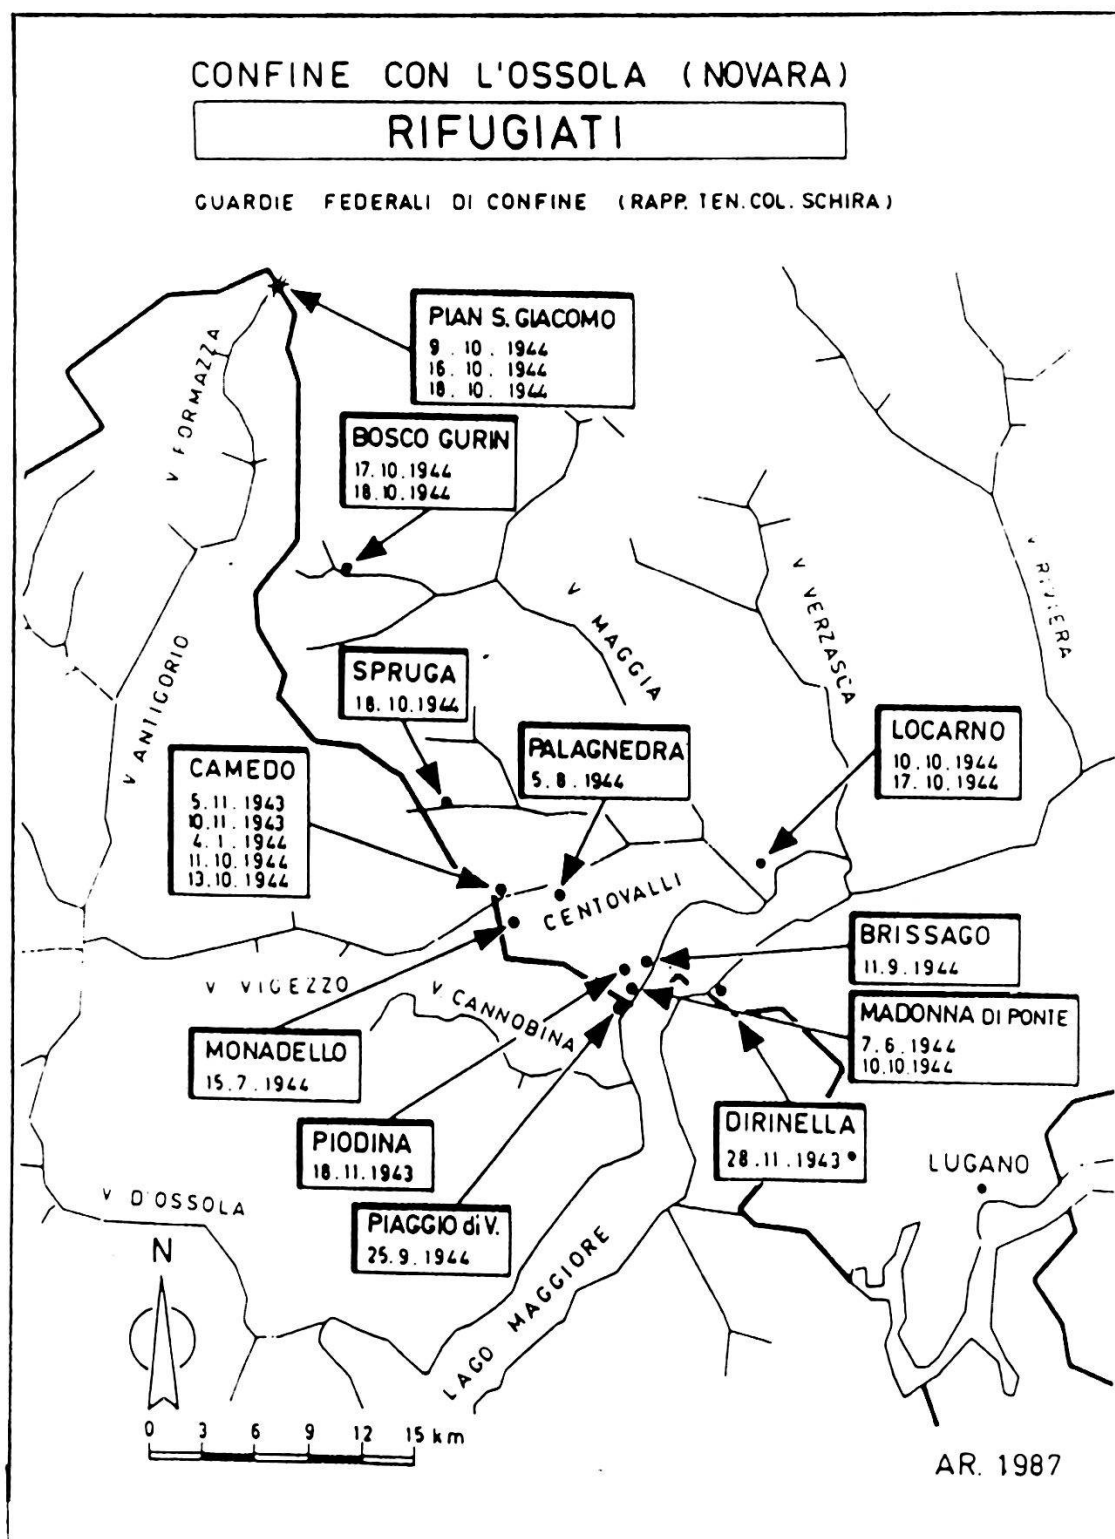 CONFINE CON L'OSSOLA (NOVARA)
RIFUGIATI
GUARDIE FEDERALI DI CONFINE (RAPP. TEN. COL. SCHIRA)
PIAN S. GIACOMO
9. 10. 1944
16. 10. 1944
18. 10. 1944
V FORMAZZA
BOSCO GURIN
17. 10. 1944
18. 10. 1944
V MAGGIA
V VERZASCA
V RIVIERA
V ANTIGORIO
SPRUGA
18. 10. 1944
PALAGNEDRA
5. 8. 1944
LOCARNO
10. 10. 1944
17. 10. 1944
CAMEDO
5. 11. 1943
10. 11. 1943
4. 1. 1944
11. 10. 1944
13. 10. 1944
CENTOVALLI
BRISSAGO
11. 9. 1944
V VIGEZZO
V. CANNOBINA
MADONNA DI PONTE
7. 6. 1944
10. 10. 1944
MONADELLO
15. 7. 1944
PIODINA
18. 11. 1943
DIRINELLA
28. 11. 1943
LUGANO
V D'OSSOLA
PIAGGIO di V.
25. 9. 1944
LAGO MAGGIORE
N
0 3 6 9 12 15 km
AR. 1987